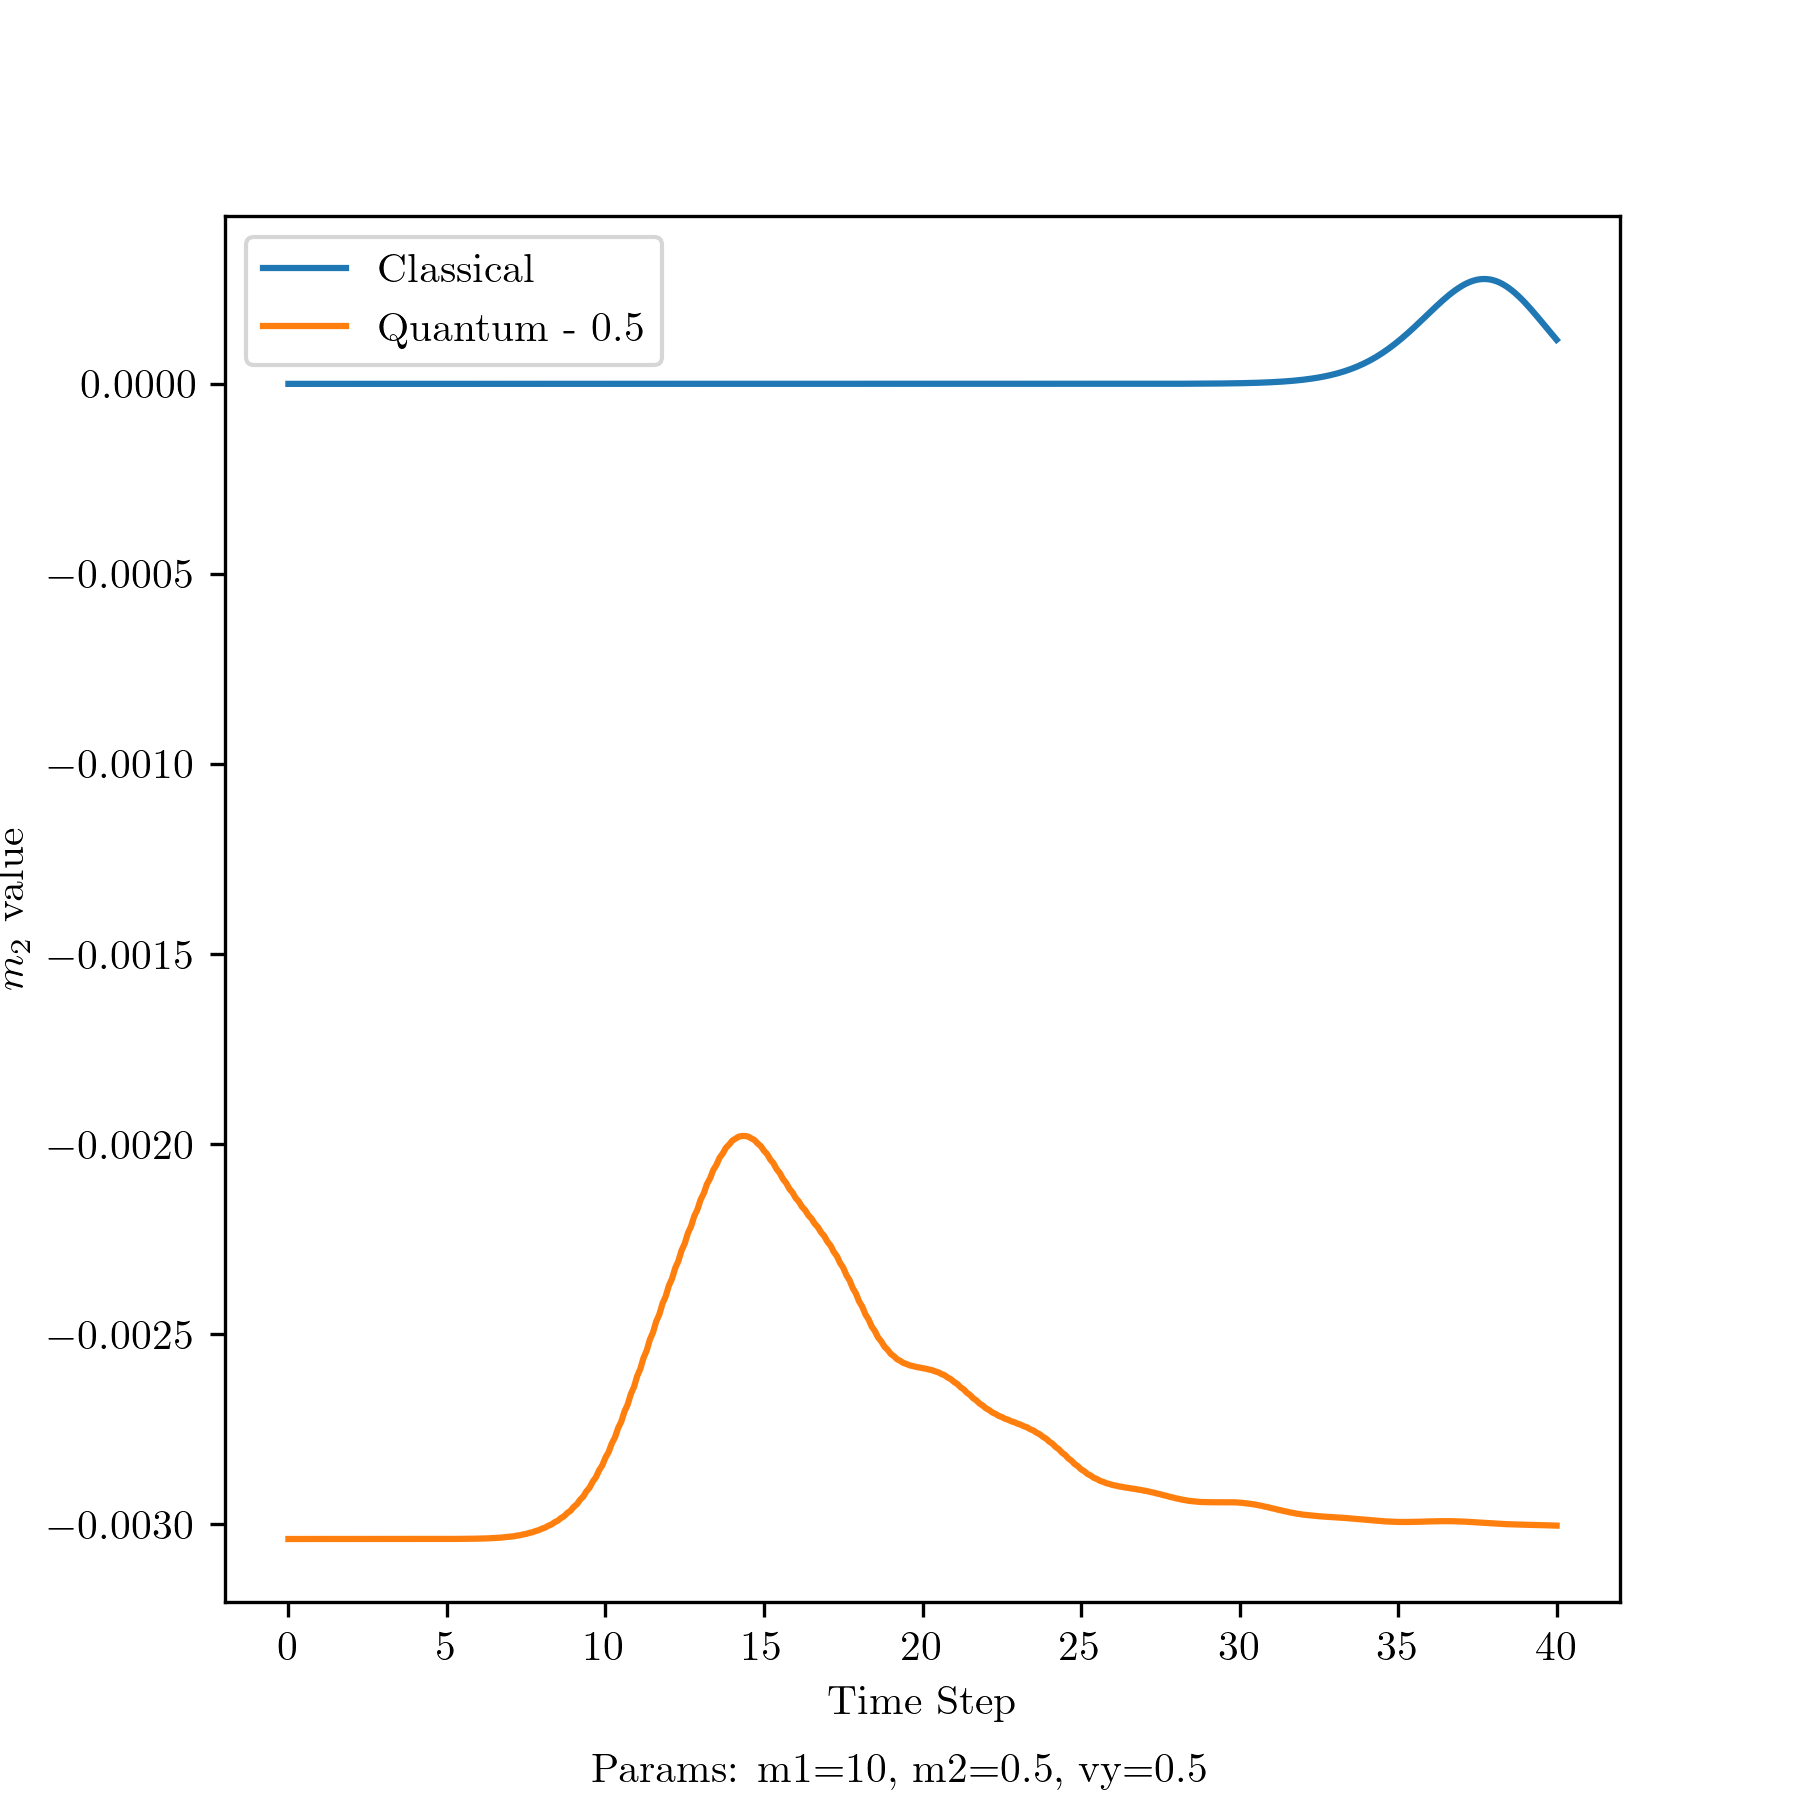 Classical
Quantum - 0.5
0.0000
−0.0005
−0.0010
−0.0015
−0.0020
−0.0025
−0.0030
m₂ value
0 5 10 15 20 25 30 35 40
Time Step
Params: m1=10, m2=0.5, vy=0.5